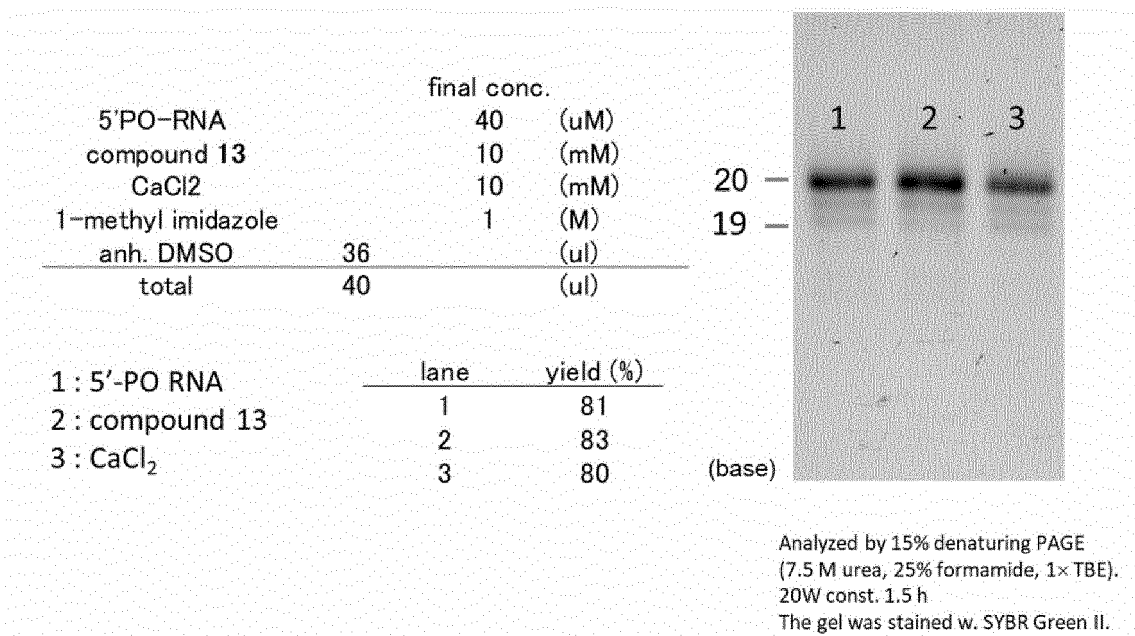 final conc.
5'PO-RNA 40 (uM)
compound 13 10 (mM)
CaCl2 10 (mM)
1-methyl imidazole 1 (M)
anh. DMSO 36 (ul)
total 40 (ul)
1 : 5'-PO RNA
2 : compound 13
3 : CaCl₂
lane yield (%)
1 81
2 83
3 80
1 2 3
20
19
(base)
Analyzed by 15% denaturing PAGE
(7.5 M urea, 25% formamide, 1× TBE).
20W const. 1.5 h
The gel was stained w. SYBR Green II.